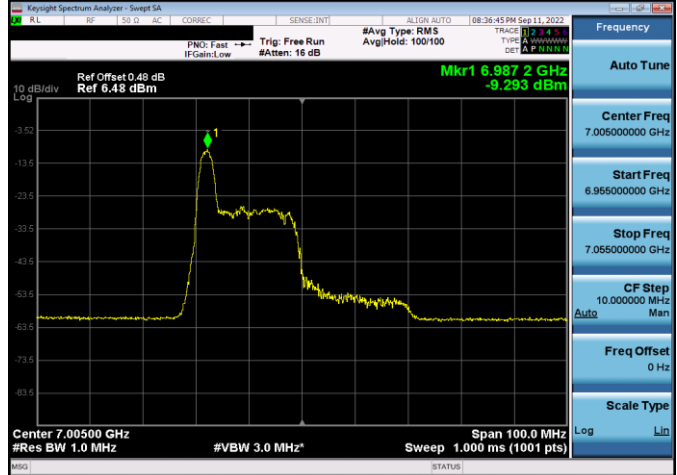 Keysight Spectrum Analyzer - Swept SA
LXI RL RF 50 Ω AC CORREC SENSE:INT ALIGN AUTO 08:36:45 PM Sep 11, 2022
Frequency
#Avg Type: RMS TRACE 1 2 3 4 5 6
PNO: Fast Trig: Free Run Avg|Hold: 100/100 TYPE A WWWWW
IFGain:Low #Atten: 16 dB DET A P N N N N
Auto Tune
Mkr1 6.987 2 GHz
-9.293 dBm
Ref Offset 0.48 dB
10 dB/div Ref 6.48 dBm
Log
Center Freq
7.005000000 GHz
-3.52
1
-13.5
Start Freq
6.955000000 GHz
-23.5
Stop Freq
7.055000000 GHz
-33.5
-43.5
CF Step
10.000000 MHz
Auto Man
-53.5
-63.5
Freq Offset
0 Hz
-73.5
-83.5
Scale Type
Log Lin
Center 7.00500 GHz Span 100.0 MHz
#Res BW 1.0 MHz #VBW 3.0 MHz* Sweep 1.000 ms (1001 pts)
MSG STATUS